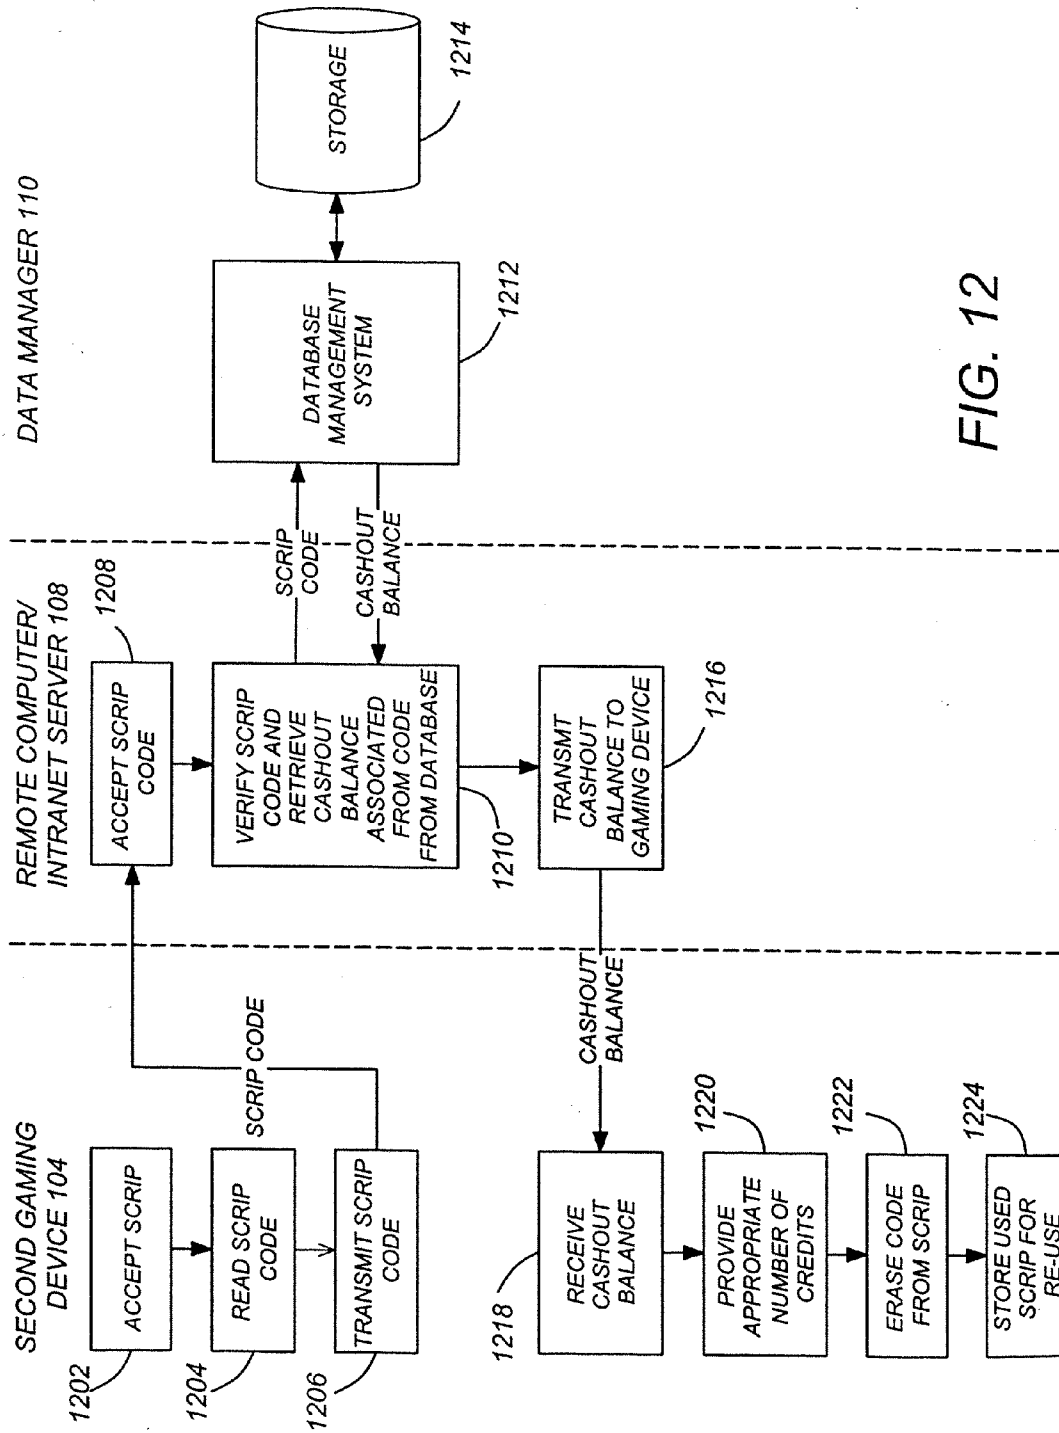 SECOND GAMING
DEVICE 104
REMOTE COMPUTER/
INTRANET SERVER 108
DATA MANAGER 110
1202
ACCEPT SCRIP
1204
READ SCRIP
CODE
1206
TRANSMIT SCRIP
CODE
SCRIP CODE
1208
ACCEPT SCRIP
CODE
VERIFY SCRIP
CODE AND
RETRIEVE
CASHOUT
BALANCE
ASSOCIATED
FROM CODE
FROM DATABASE
1210
SCRIP
CODE
CASHOUT
BALANCE
DATABASE
MANAGEMENT
SYSTEM
1212
STORAGE
1214
TRANSMT
CASHOUT
BALANCE TO
GAMING DEVICE
1216
CASHOUT
BALANCE
1218
RECEIVE
CASHOUT
BALANCE
PROVIDE
APPROPRIATE
NUMBER OF
CREDITS
1220
ERASE CODE
FROM SCRIP
1222
STORE USED
SCRIP FOR
RE-USE
1224
FIG. 12